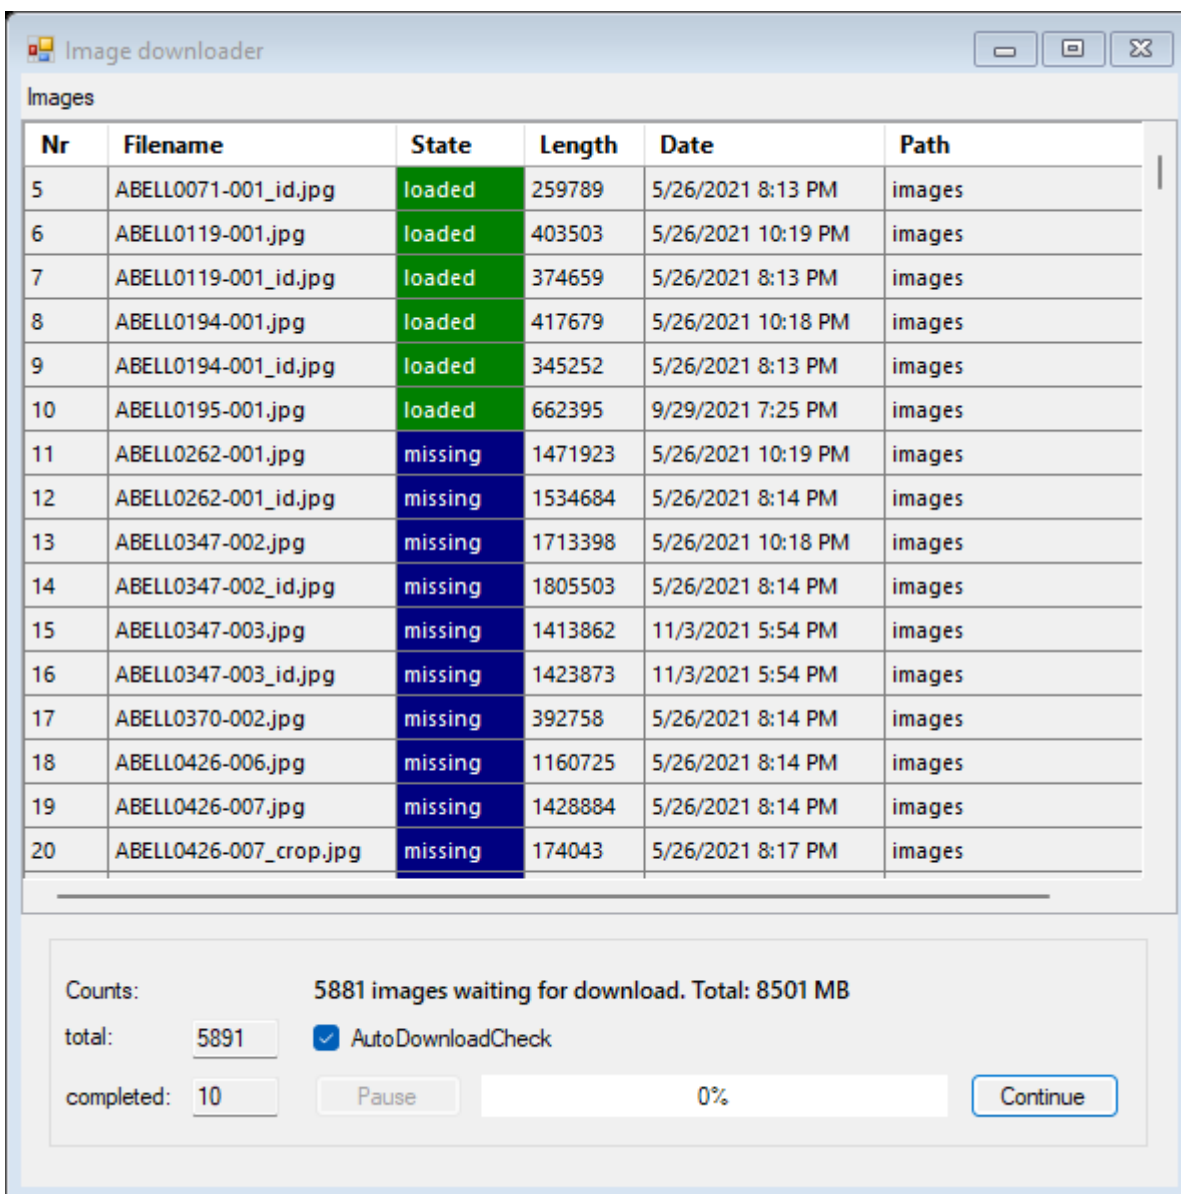 Image downloader
Images
Nr Filename State Length Date Path
5 ABELL0071-001_id.jpg loaded 259789 5/26/2021 8:13 PM images
6 ABELL0119-001.jpg loaded 403503 5/26/2021 10:19 PM images
7 ABELL0119-001_id.jpg loaded 374659 5/26/2021 8:13 PM images
8 ABELL0194-001.jpg loaded 417679 5/26/2021 10:18 PM images
9 ABELL0194-001_id.jpg loaded 345252 5/26/2021 8:13 PM images
10 ABELL0195-001.jpg loaded 662395 9/29/2021 7:25 PM images
11 ABELL0262-001.jpg missing 1471923 5/26/2021 10:19 PM images
12 ABELL0262-001_id.jpg missing 1534684 5/26/2021 8:14 PM images
13 ABELL0347-002.jpg missing 1713398 5/26/2021 10:18 PM images
14 ABELL0347-002_id.jpg missing 1805503 5/26/2021 8:14 PM images
15 ABELL0347-003.jpg missing 1413862 11/3/2021 5:54 PM images
16 ABELL0347-003_id.jpg missing 1423873 11/3/2021 5:54 PM images
17 ABELL0370-002.jpg missing 392758 5/26/2021 8:14 PM images
18 ABELL0426-006.jpg missing 1160725 5/26/2021 8:14 PM images
19 ABELL0426-007.jpg missing 1428884 5/26/2021 8:14 PM images
20 ABELL0426-007_crop.jpg missing 174043 5/26/2021 8:17 PM images
Counts: 5881 images waiting for download. Total: 8501 MB
total: 5891 AutoDownloadCheck
completed: 10 Pause 0% Continue